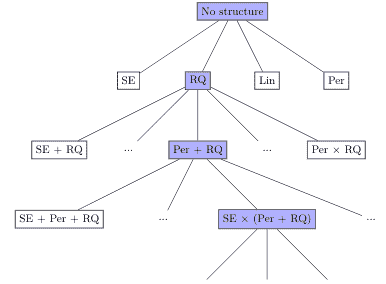 No structure
SE RQ Lin Per
SE + RQ ... Per + RQ ... Per × RQ
SE + Per + RQ ... SE × (Per + RQ) ...